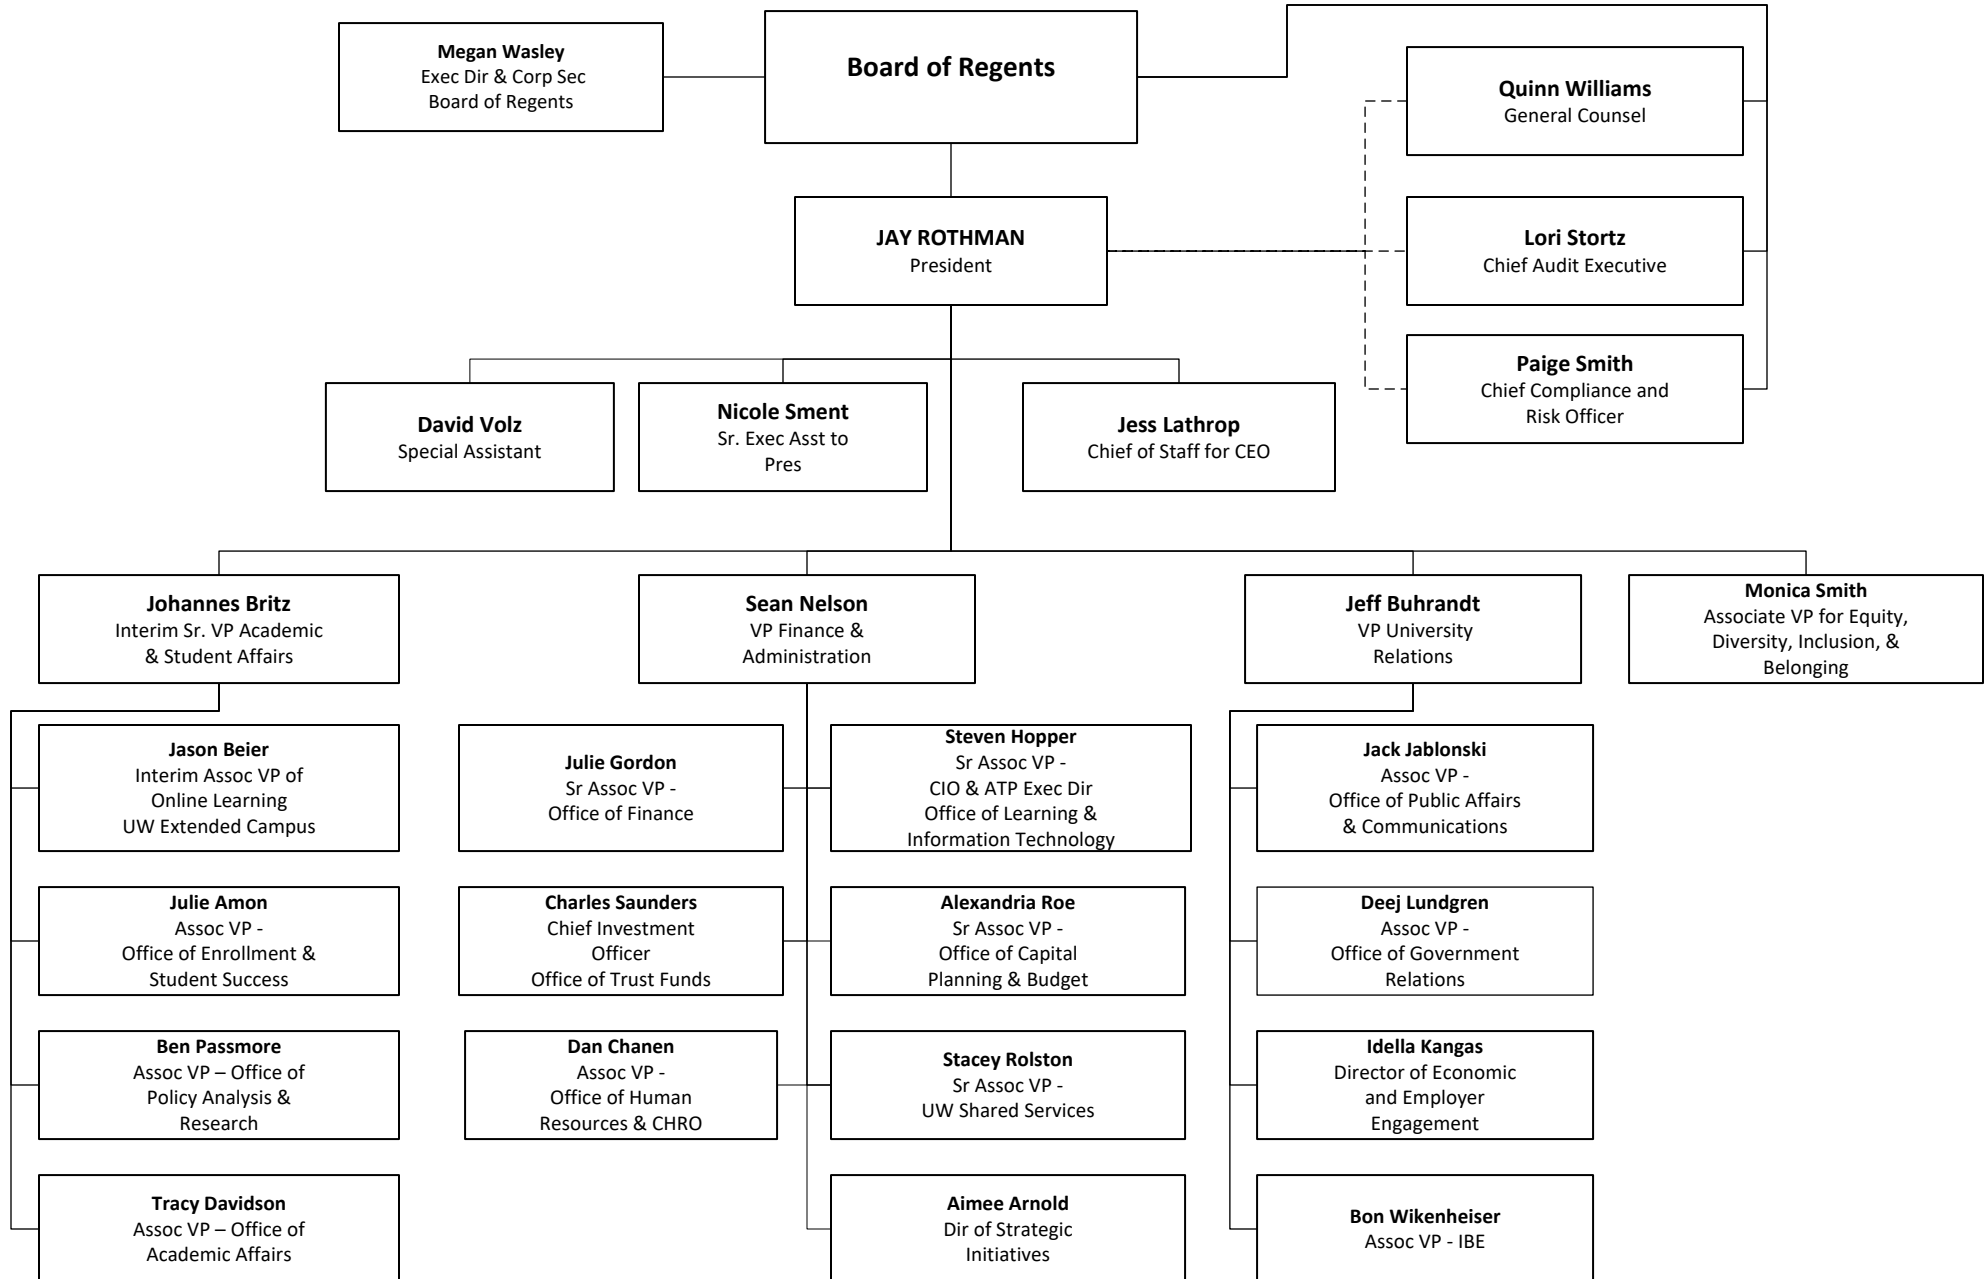 Megan Wasley
Exec Dir & Corp Sec
Board of Regents
Board of Regents
Quinn Williams
General Counsel
JAY ROTHMAN
President
Lori Stortz
Chief Audit Executive
Paige Smith
Chief Compliance and
Risk Officer
David Volz
Special Assistant
Nicole Sment
Sr. Exec Asst to
Pres
Jess Lathrop
Chief of Staff for CEO
Johannes Britz
Interim Sr. VP Academic
& Student Affairs
Sean Nelson
VP Finance &
Administration
Jeff Buhrandt
VP University
Relations
Monica Smith
Associate VP for Equity,
Diversity, Inclusion, &
Belonging
Jason Beier
Interim Assoc VP of
Online Learning
UW Extended Campus
Julie Gordon
Sr Assoc VP -
Office of Finance
Steven Hopper
Sr Assoc VP -
CIO & ATP Exec Dir
Office of Learning &
Information Technology
Jack Jablonski
Assoc VP -
Office of Public Affairs
& Communications
Julie Amon
Assoc VP -
Office of Enrollment &
Student Success
Charles Saunders
Chief Investment
Officer
Office of Trust Funds
Alexandria Roe
Sr Assoc VP -
Office of Capital
Planning & Budget
Deej Lundgren
Assoc VP -
Office of Government
Relations
Ben Passmore
Assoc VP – Office of
Policy Analysis &
Research
Dan Chanen
Assoc VP -
Office of Human
Resources & CHRO
Stacey Rolston
Sr Assoc VP -
UW Shared Services
Idella Kangas
Director of Economic
and Employer
Engagement
Tracy Davidson
Assoc VP – Office of
Academic Affairs
Aimee Arnold
Dir of Strategic
Initiatives
Bon Wikenheiser
Assoc VP - IBE